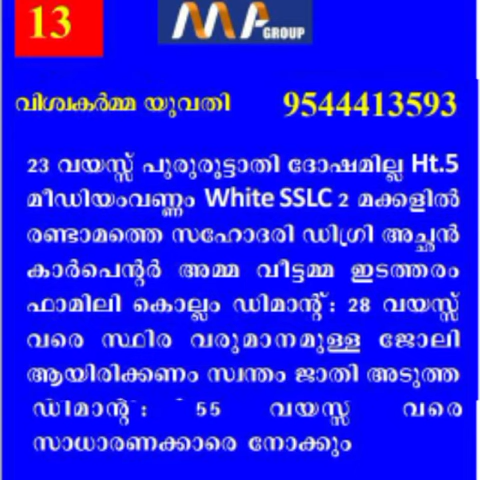 13
MA GROUP
വിശ്വകർമ്മ യുവതി 9544413593
23 വയസ്സ് പുരുരുട്ടാതി ദോഷമില്ല Ht.5
മീഡിയംവണ്ണം White SSLC 2 മക്കളിൽ
രണ്ടാമത്തെ സഹോദരി ഡിഗ്രി അച്ഛൻ
കാർപെന്റർ അമ്മ വീട്ടമ്മ ഇടത്തരം
ഫാമിലി കൊല്ലം ഡിമാന്റ് : 28 വയസ്സ്
വരെ സ്ഥിര വരുമാനമുള്ള ജോലി
ആയിരിക്കണം സ്വന്തം ജാതി അടുത്ത
ഡിമാന്റ് : 55 വയസ്സ് വരെ
സാധാരണക്കാരെ നോക്കും